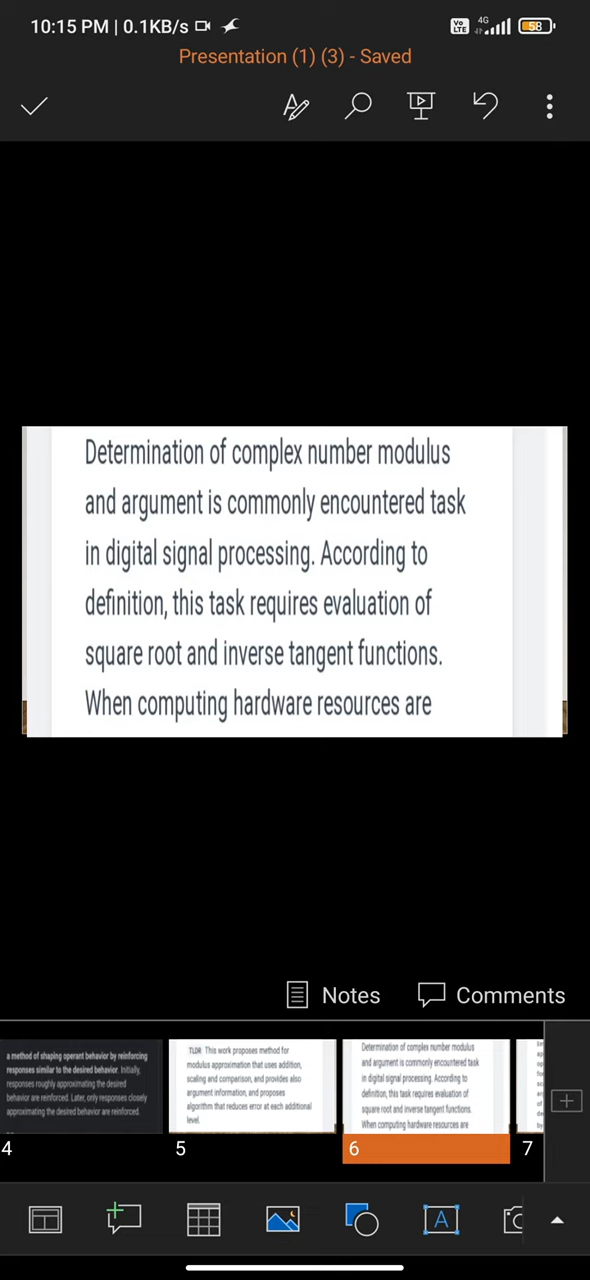 10:15 PM | 0.1KB/s
Vo LTE 4G 58
Presentation (1) (3) - Saved
Determination of complex number modulus
and argument is commonly encountered task
in digital signal processing. According to
definition, this task requires evaluation of
square root and inverse tangent functions.
When computing hardware resources are
Notes
Comments
a method of shaping operant behavior by reinforcing
responses similar to the desired behavior. Initially,
responses roughly approximating the desired
behavior are reinforced. Later, only responses closely
approximating the desired behavior are reinforced.
4
TLDR This work proposes method for
modulus approximation that uses addition,
scaling and comparison, and provides also
argument information, and proposes
algorithm that reduces error at each additional
level.
5
Determination of complex number modulus
and argument is commonly encountered task
in digital signal processing. According to
definition, this task requires evaluation of
square root and inverse tangent functions.
When computing hardware resources are
6
7
A